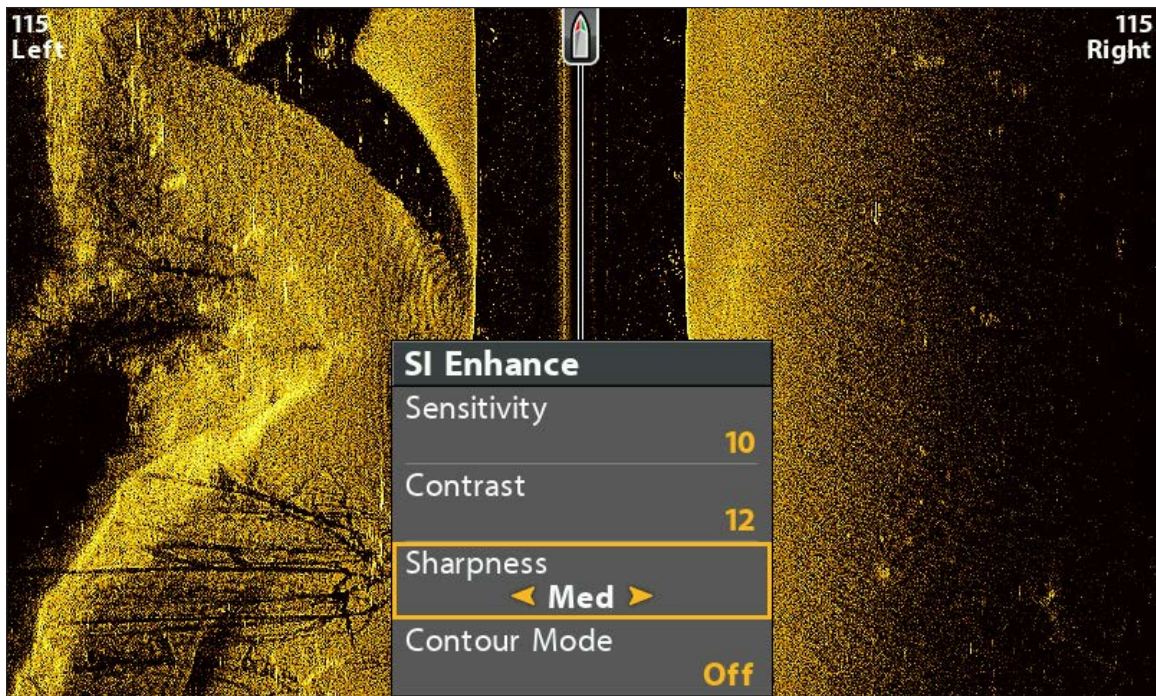 115
Left
115
Right
SI Enhance
Sensitivity
10
Contrast
12
Sharpness
Med
Contour Mode
Off